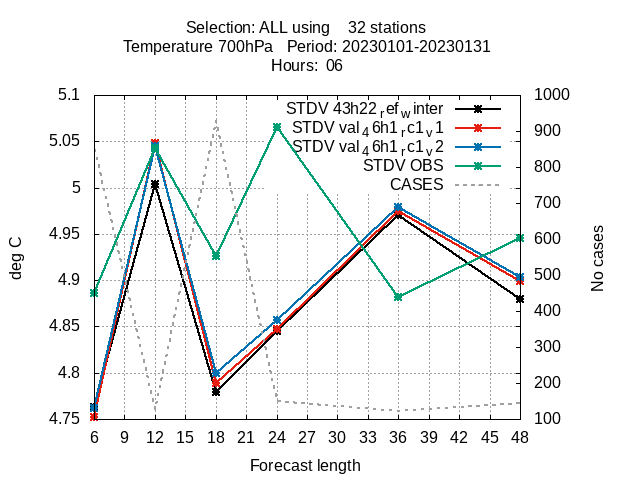 Selection: ALL using 32 stations
Temperature 700hPa Period: 20230101-20230131
Hours: 06
5.1
5.05
5
4.95
4.9
4.85
4.8
4.75
deg C
STDV 43h22refwinter
STDV val46h1rc1v1
STDV val46h1rc1v2
STDV OBS
CASES
1000
900
800
700
600
500
400
300
200
100
No cases
6 9 12 15 18 21 24 27 30 33 36 39 42 45 48
Forecast length